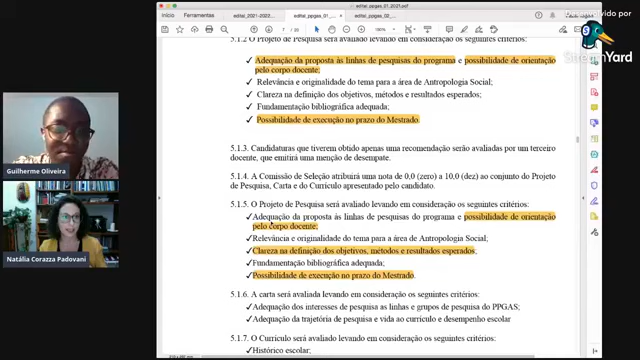 edital_ppgas_01_2021.pdf
Início
Ferramentas
edital_2021-2022...
edital_ppgas_01...
edital_ppgas_02...
StreamYard
5.1.2 O Projeto de Pesquisa será avaliado levando em consideração os seguintes critérios:
✓ Adequação da proposta às linhas de pesquisas do programa e possibilidade de orientação
pelo corpo docente;
✓ Relevância e originalidade do tema para a área de Antropologia Social;
✓ Clareza na definição dos objetivos, métodos e resultados esperados;
✓ Fundamentação bibliográfica adequada;
✓ Possibilidade de execução no prazo do Mestrado.
5.1.3. Candidaturas que tiverem obtido apenas uma recomendação serão avaliadas por um terceiro
docente, que emitirá uma menção de desempate.
5.1.4. A Comissão de Seleção atribuirá uma nota de 0,0 (zero) a 10,0 (dez) ao conjunto do Projeto
de Pesquisa, Carta e do Currículo apresentado pelo candidato.
5.1.5. O Projeto de Pesquisa será avaliado levando em consideração os seguintes critérios:
✓Adequação da proposta às linhas de pesquisas do programa e possibilidade de orientação
pelo corpo docente;
✓Relevância e originalidade do tema para a área de Antropologia Social;
✓Clareza na definição dos objetivos, métodos e resultados esperados;
✓Fundamentação bibliográfica adequada;
✓Possibilidade de execução no prazo do Mestrado.
5.1.6. A carta será avaliada levando em consideração os seguintes critérios:
✓Adequação dos interesses de pesquisa às linhas e grupos de pesquisa do PPGAS;
✓Adequação da trajetória de pesquisa e vida ao currículo e desempenho escolar
5.1.7. O Currículo será avaliado levando em consideração os seguintes critérios:
✓Histórico escolar;
Guilherme Oliveira
Natália Corazza Padovani